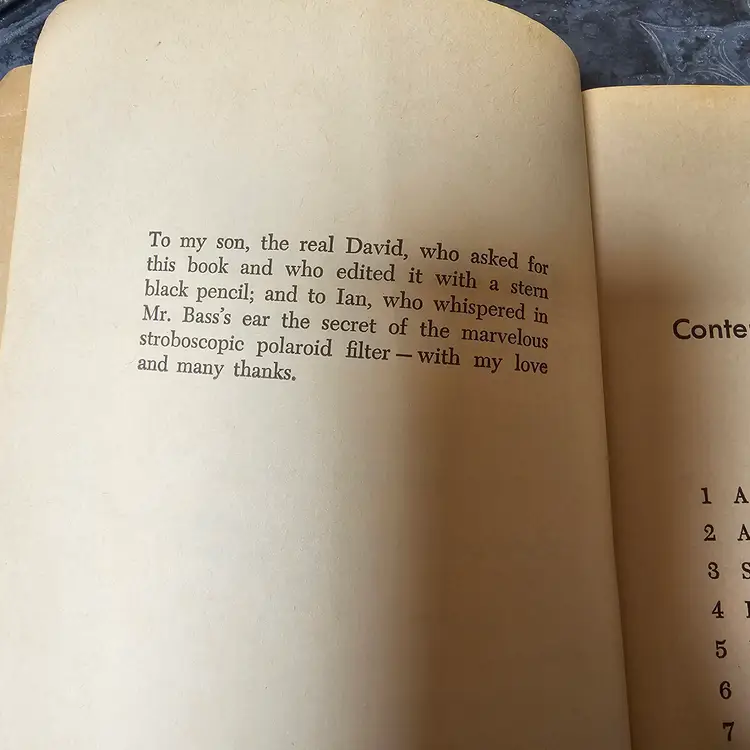 To my son, the real David, who asked for
this book and who edited it with a stern
black pencil; and to Ian, who whispered in
Mr. Bass's ear the secret of the marvelous
stroboscopic polaroid filter — with my love
and many thanks.
1 A
2 A
3 S
4
5
6
7